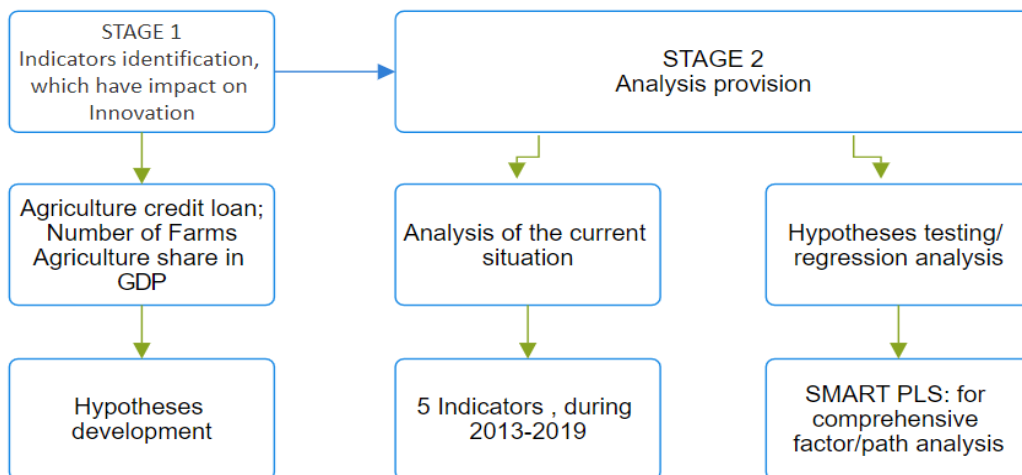 STAGE 1
Indicators identification,
which have impact on
Innovation
STAGE 2
Analysis provision
Agriculture credit loan;
Number of Farms
Agriculture share in
GDP
Analysis of the current
situation
Hypotheses testing/
regression analysis
Hypotheses
development
5 Indicators , during
2013-2019
SMART PLS: for
comprehensive
factor/path analysis